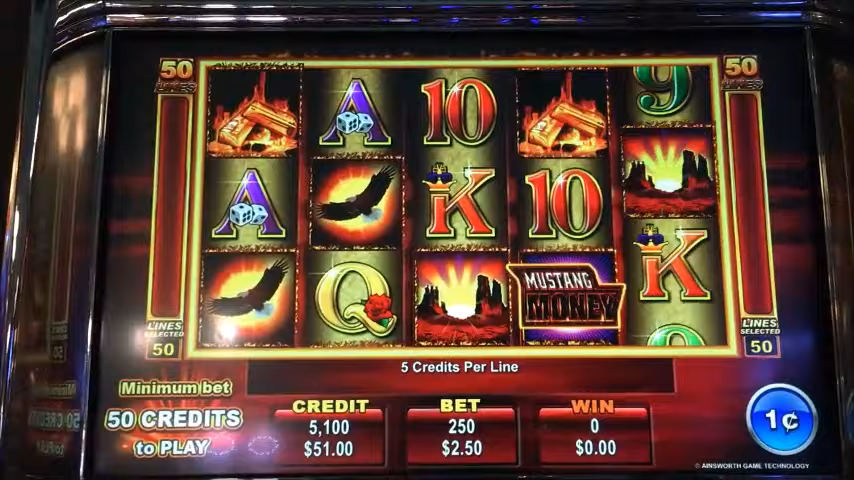 50 50
LINES LINES
A 10 9
A K 10
Q MUSTANG MONEY K
LINES SELECTED 50
LINES SELECTED 50
5 Credits Per Line
Minimum bet
50 CREDITS
to PLAY
CREDIT
5,100
$51.00
BET
250
$2.50
WIN
0
$0.00
1¢
© AINSWORTH GAME TECHNOLOGY